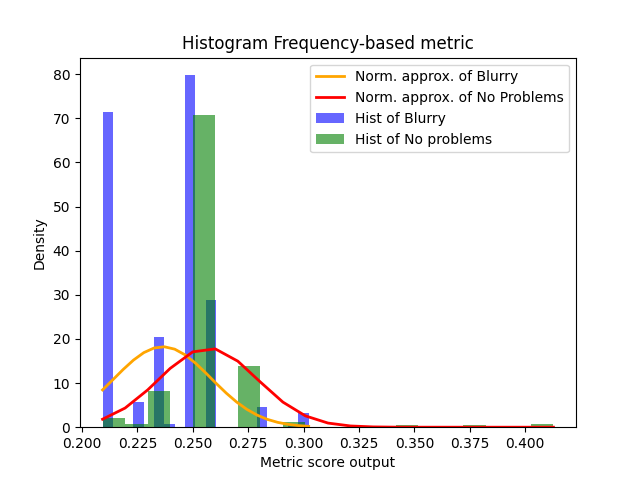 Histogram Frequency-based metric
Norm. approx. of Blurry
Norm. approx. of No Problems
Hist of Blurry
Hist of No problems
80
70
60
50
40
30
20
10
0
Density
0.200 0.225 0.250 0.275 0.300 0.325 0.350 0.375 0.400
Metric score output